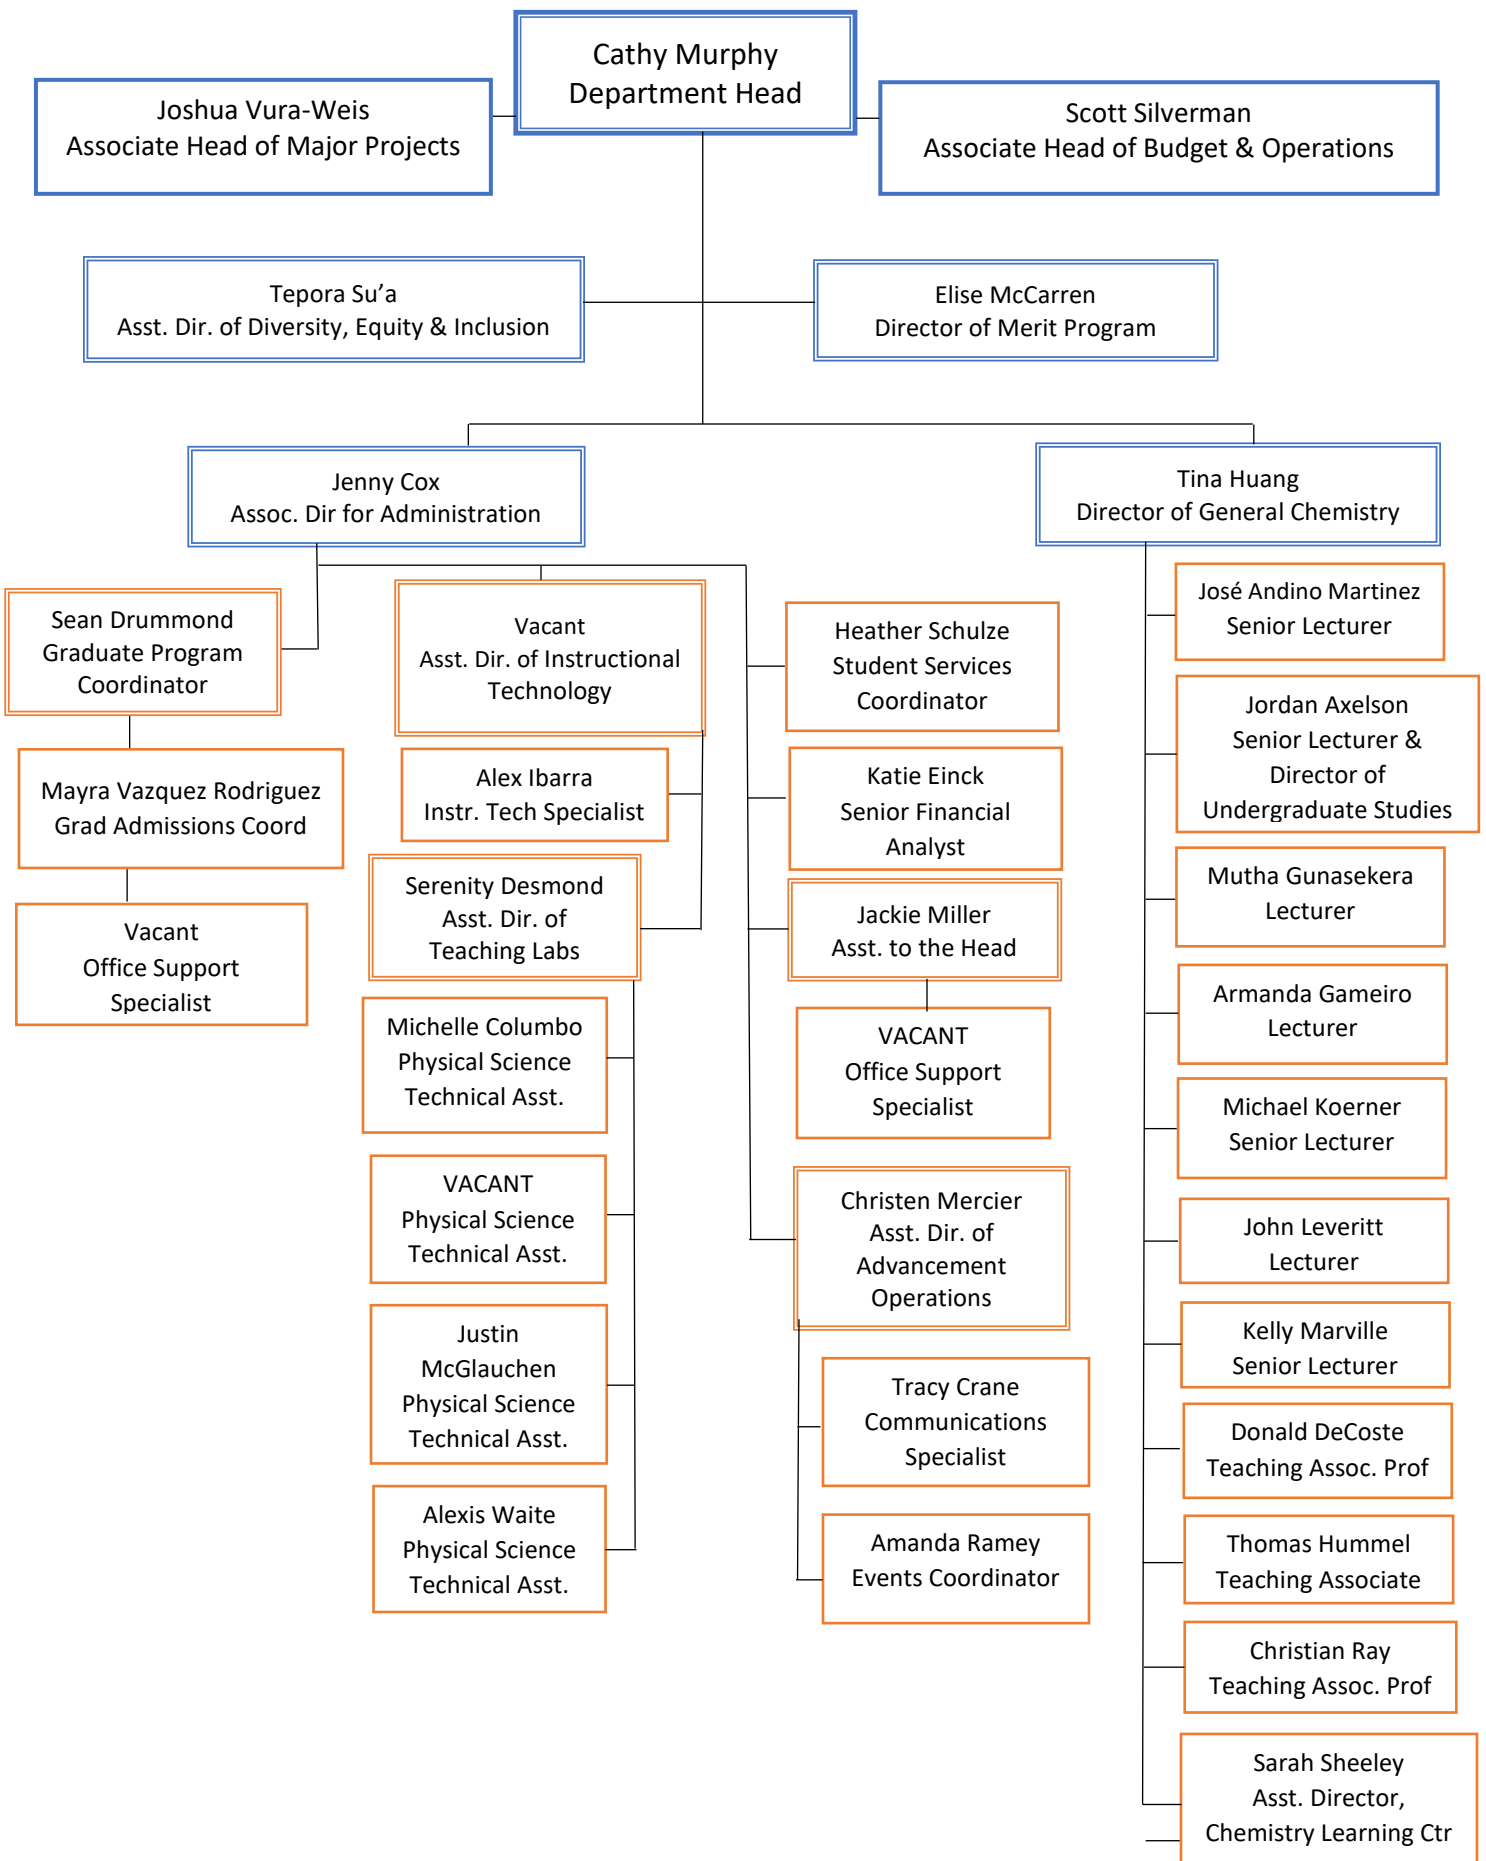 Cathy Murphy
Department Head
Joshua Vura-Weis
Associate Head of Major Projects
Scott Silverman
Associate Head of Budget & Operations
Tepora Su’a
Asst. Dir. of Diversity, Equity & Inclusion
Elise McCarren
Director of Merit Program
Jenny Cox
Assoc. Dir for Administration
Tina Huang
Director of General Chemistry
Sean Drummond
Graduate Program
Coordinator
Mayra Vazquez Rodriguez
Grad Admissions Coord
Vacant
Office Support
Specialist
Vacant
Asst. Dir. of Instructional
Technology
Alex Ibarra
Instr. Tech Specialist
Serenity Desmond
Asst. Dir. of
Teaching Labs
Michelle Columbo
Physical Science
Technical Asst.
VACANT
Physical Science
Technical Asst.
Justin
McGlauchen
Physical Science
Technical Asst.
Alexis Waite
Physical Science
Technical Asst.
Heather Schulze
Student Services
Coordinator
Katie Einck
Senior Financial
Analyst
Jackie Miller
Asst. to the Head
VACANT
Office Support
Specialist
Christen Mercier
Asst. Dir. of
Advancement
Operations
Tracy Crane
Communications
Specialist
Amanda Ramey
Events Coordinator
José Andino Martinez
Senior Lecturer
Jordan Axelson
Senior Lecturer &
Director of
Undergraduate Studies
Mutha Gunasekera
Lecturer
Armanda Gameiro
Lecturer
Michael Koerner
Senior Lecturer
John Leveritt
Lecturer
Kelly Marville
Senior Lecturer
Donald DeCoste
Teaching Assoc. Prof
Thomas Hummel
Teaching Associate
Christian Ray
Teaching Assoc. Prof
Sarah Sheeley
Asst. Director,
Chemistry Learning Ctr